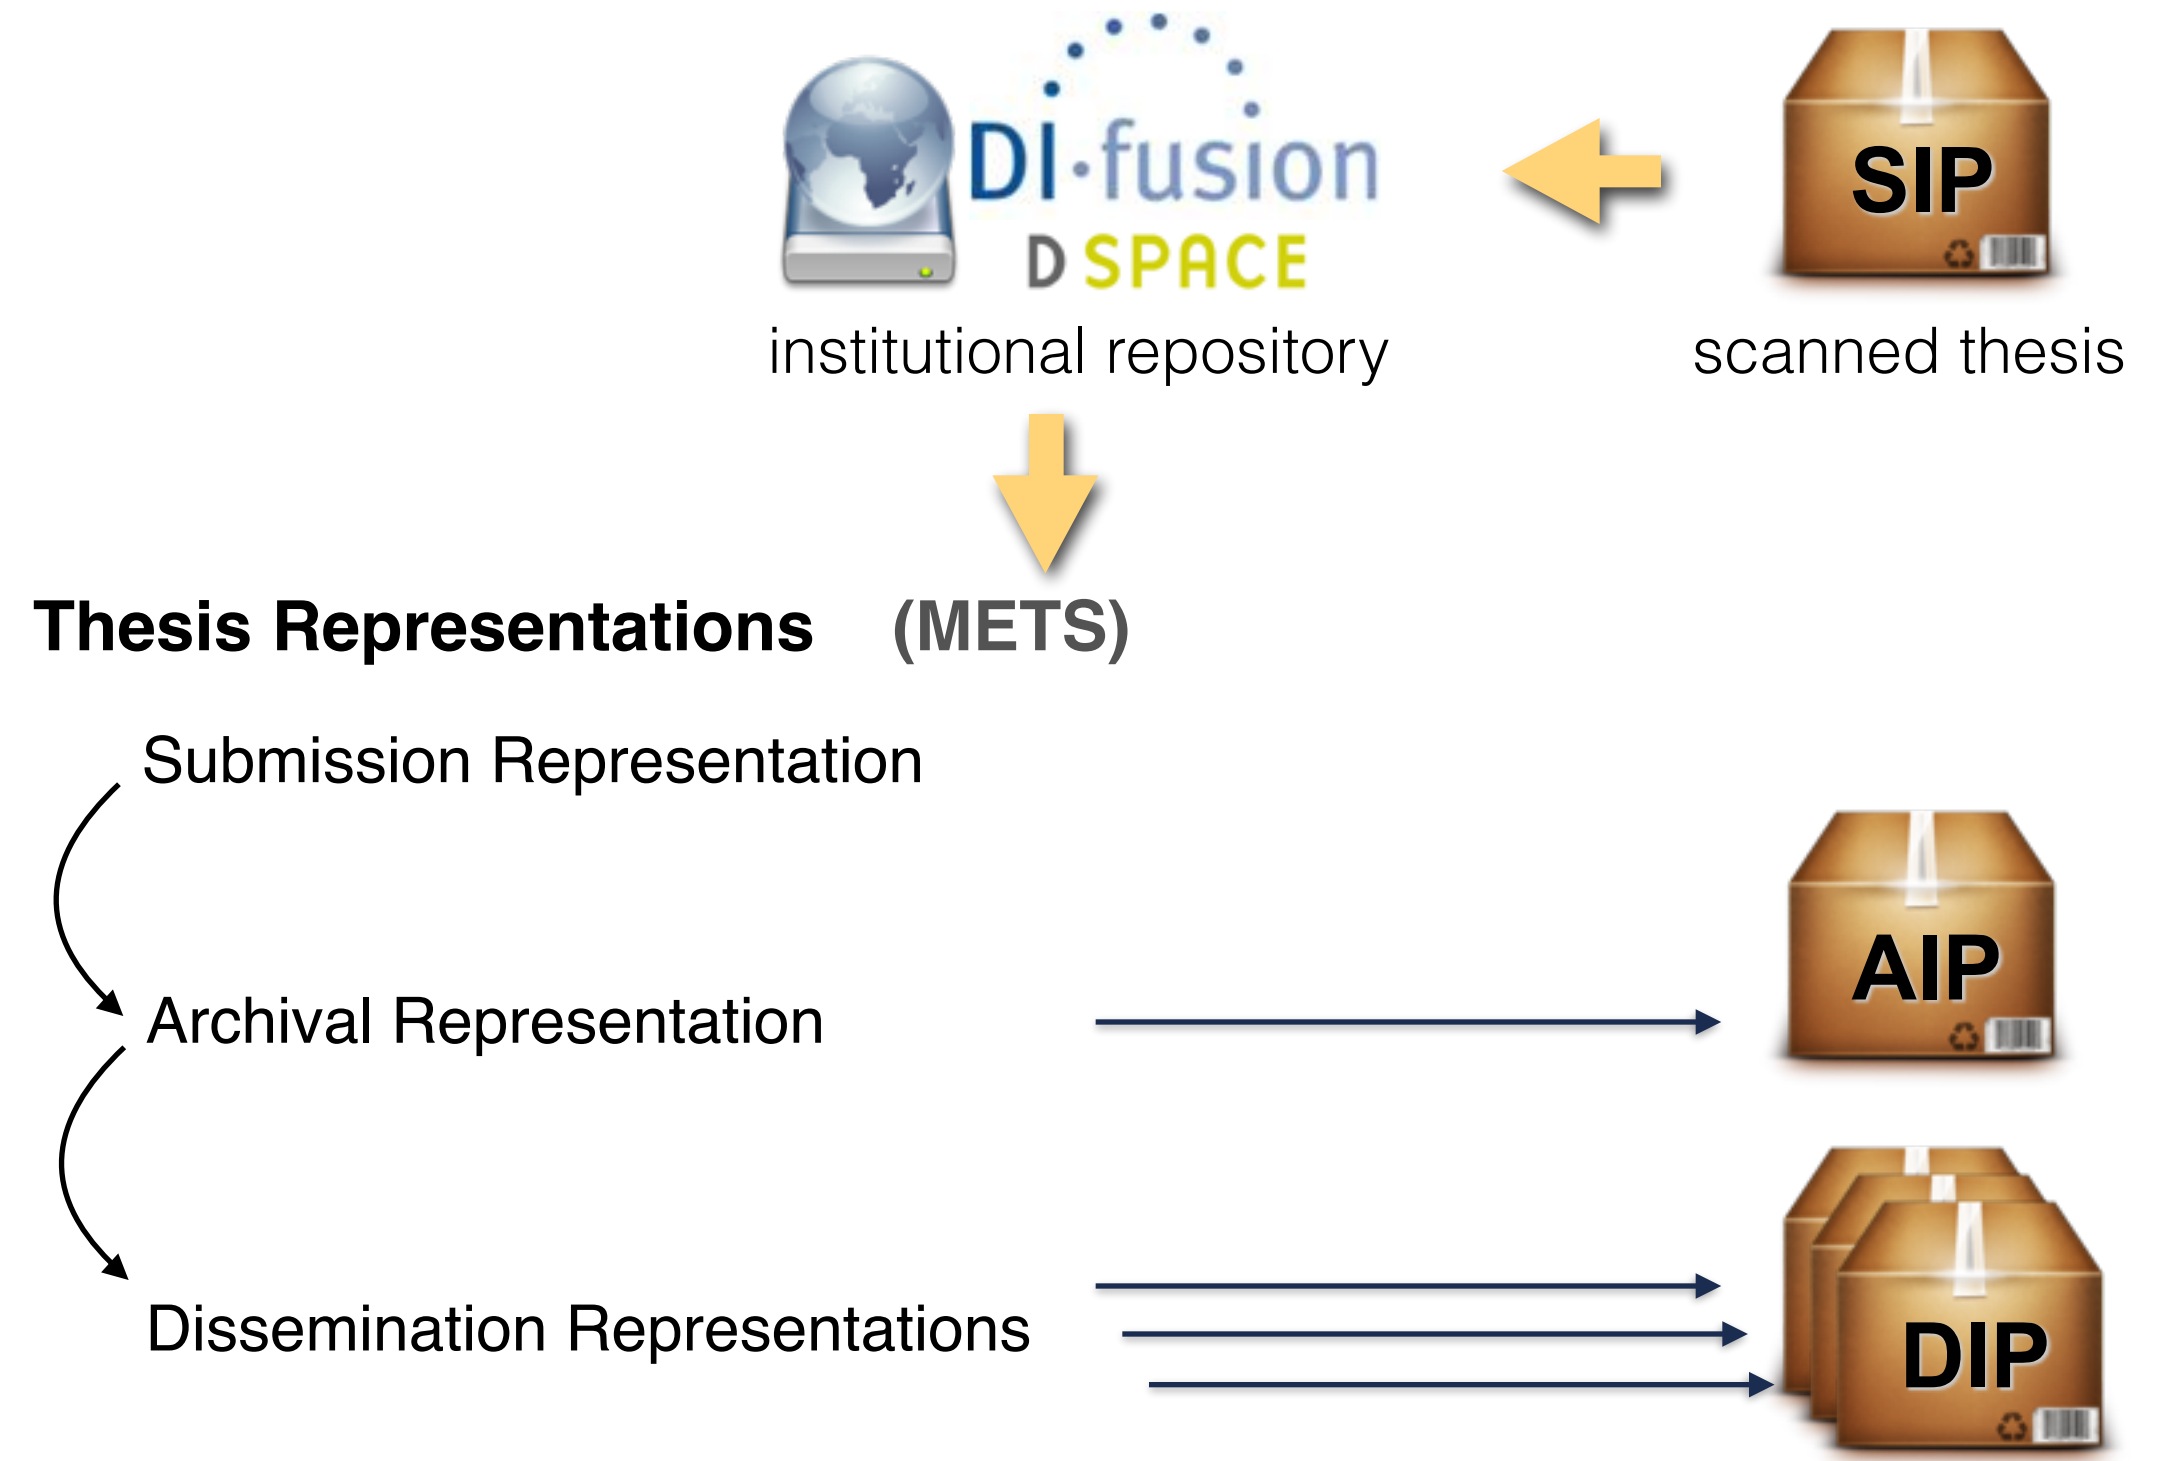 DI-fusion
D SPACE
SIP
institutional repository
scanned thesis
Thesis Representations (METS)
Submission Representation
AIP
Archival Representation
Dissemination Representations
DIP